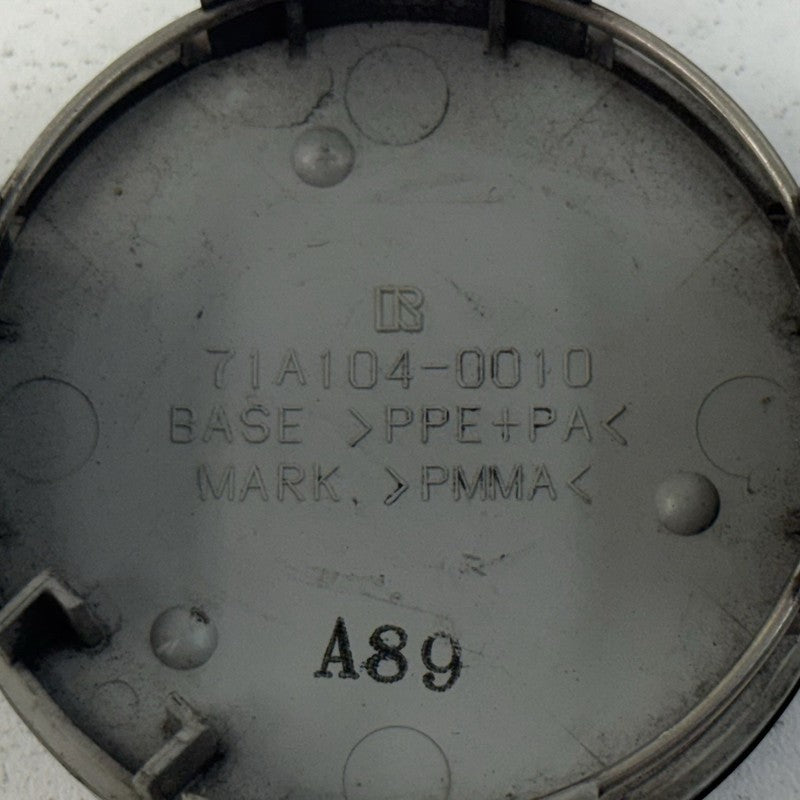 R
71A104-0010
BASE >PPE+PA<
MARK >PMMA<
A89